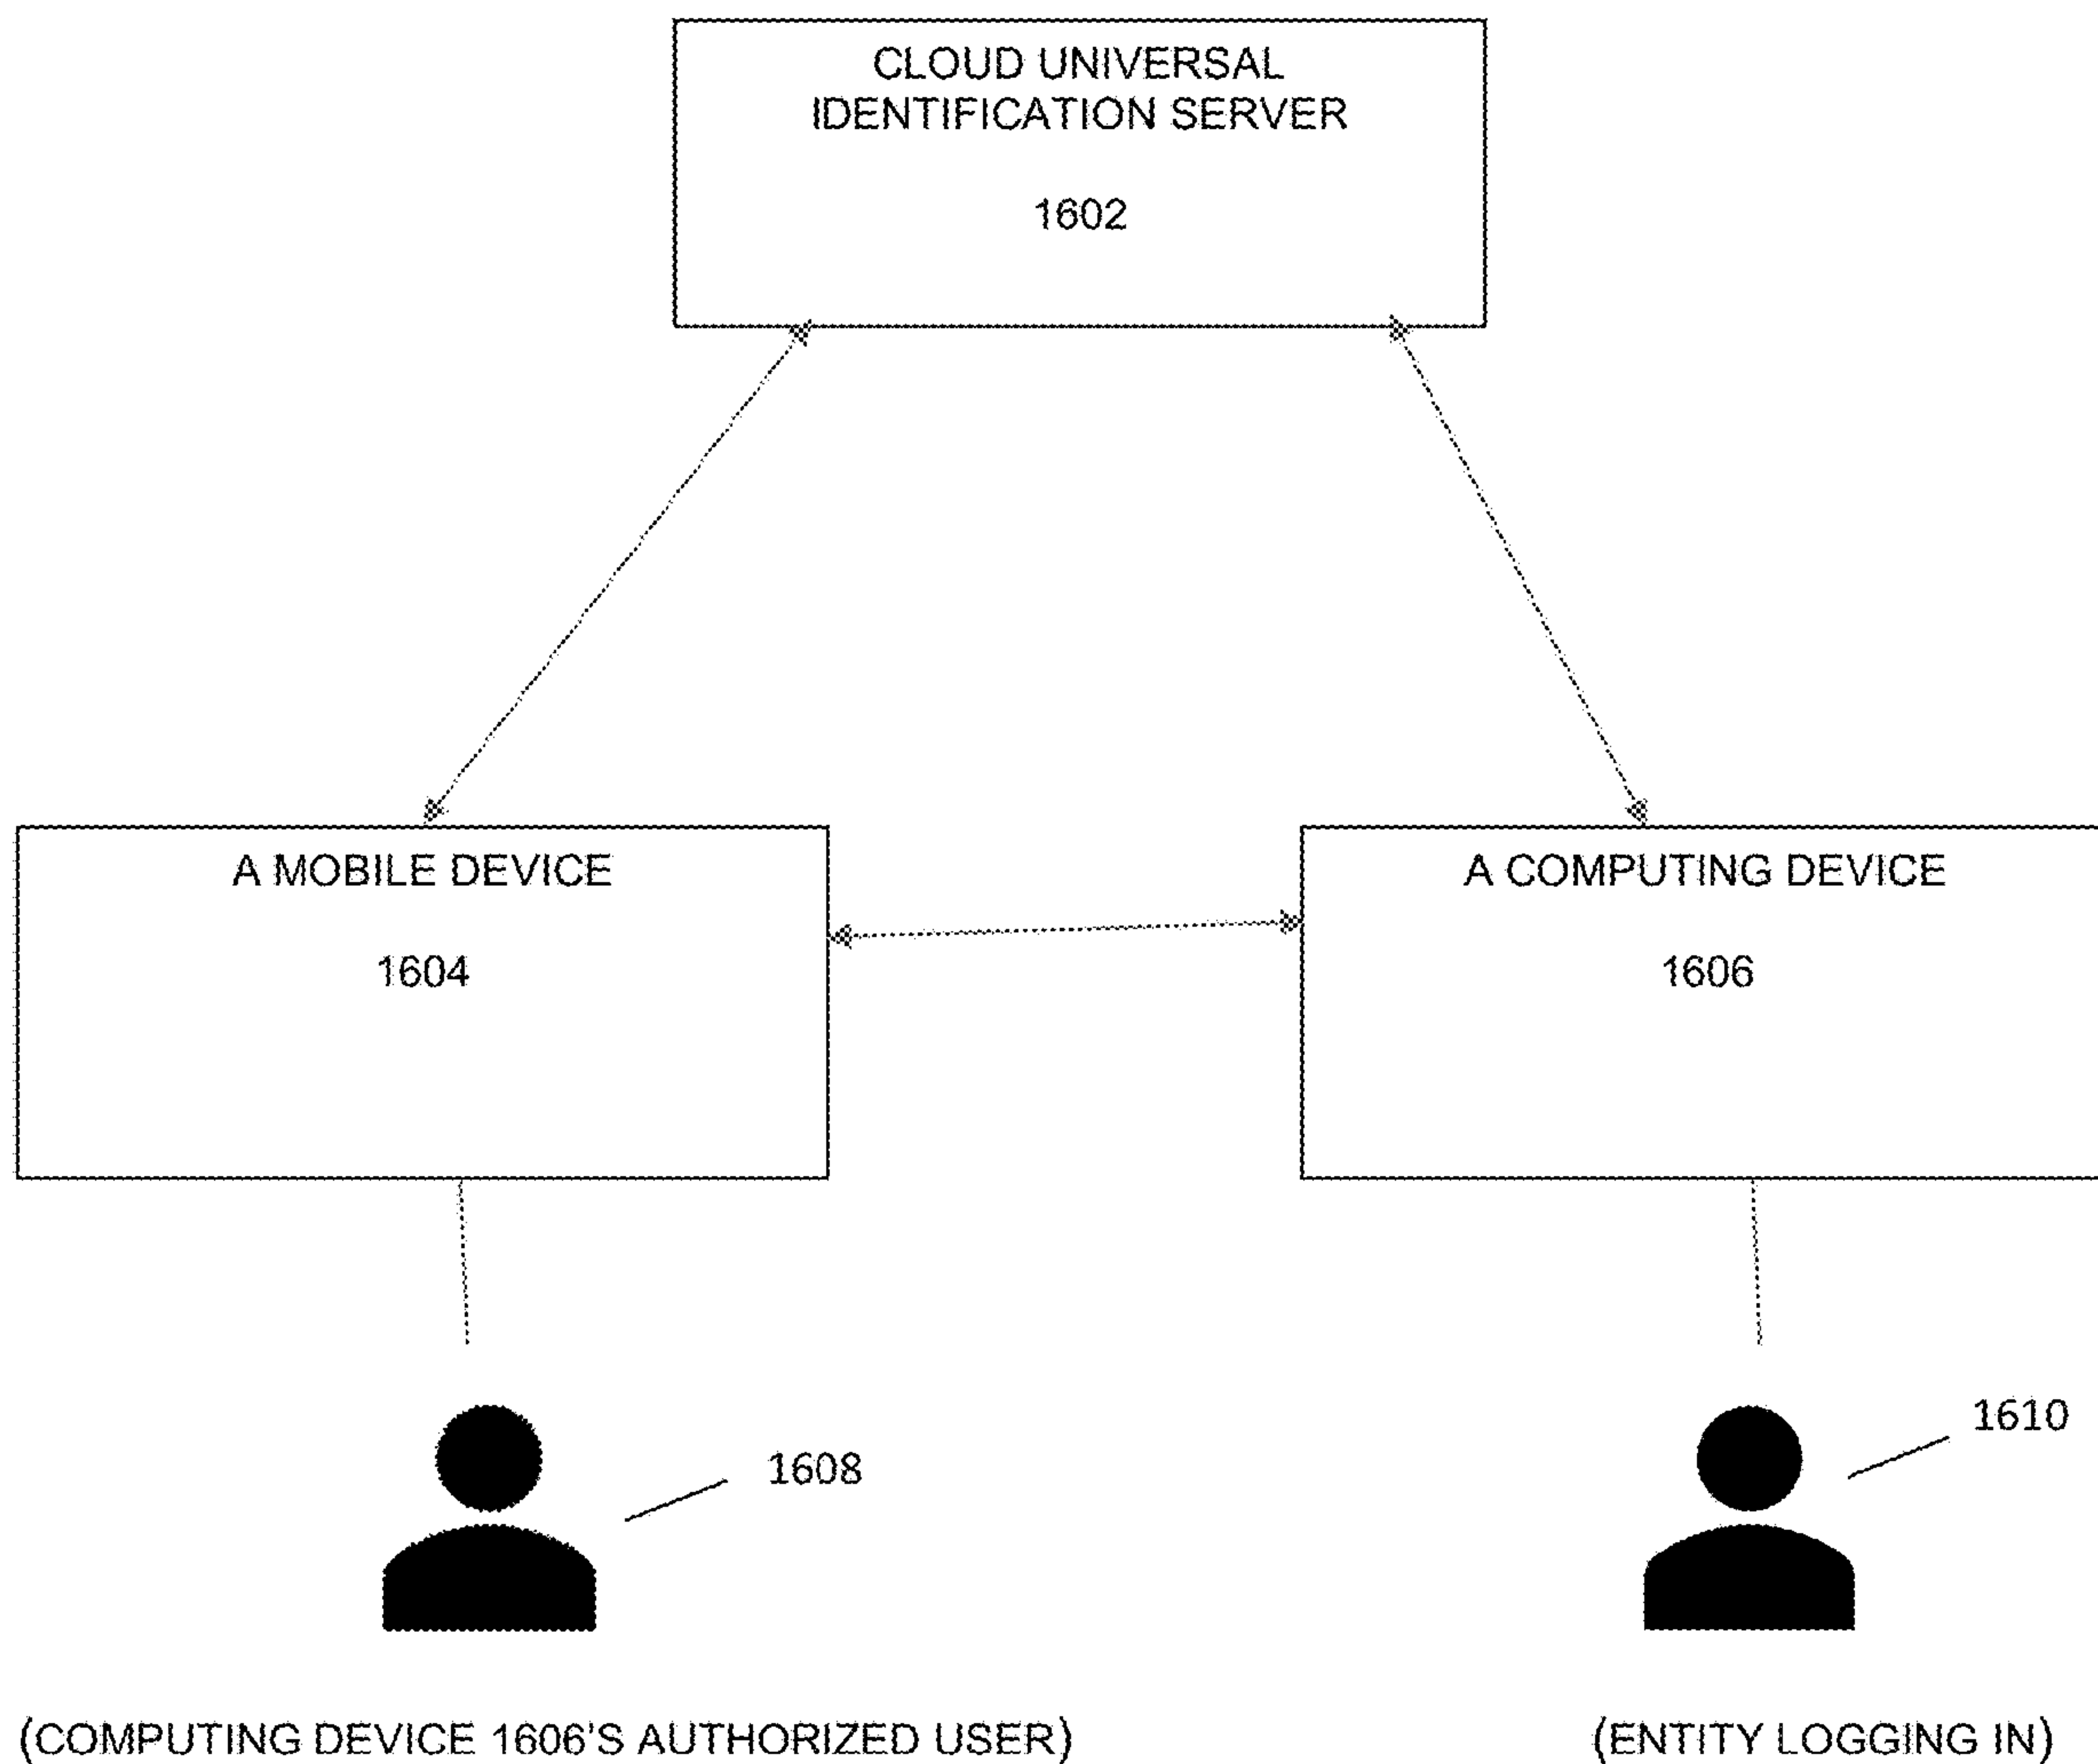 CLOUD UNIVERSAL
IDENTIFICATION SERVER
1602
A MOBILE DEVICE
1604
A COMPUTING DEVICE
1606
1608
1610
(COMPUTING DEVICE 1606'S AUTHORIZED USER)
(ENTITY LOGGING IN)